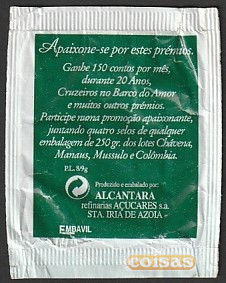 Apaixone-se por estes prémios.
Ganhe 150 contos por mês,
durante 20 Anos,
Cruzeiros no Barco do Amor
e muitos outros prémios.
Participe numa promoção apaixonante,
juntando quatro selos de qualquer
embalagem de 250 gr. dos lotes Chávena,
Manaus, Mussulo e Colômbia.
P.L. 8/9g
Produzido e embalado por:
ALCANTARA
refinarias AÇUCARES s.a.
STA. IRIA DE AZOIA
EMBAVIL
coisas